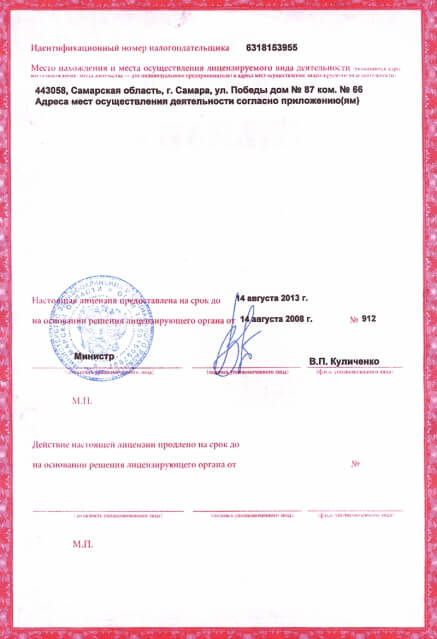 Идентификационный номер налогоплательщика 6318153955
Место нахождения и места осуществления лицензируемого вида деятельности (указываются адрес
места нахождения (места жительства — для индивидуального предпринимателя) и адреса мест осуществления лицензируемого вида деятельности)
443058, Самарская область, г. Самара, ул. Победы дом № 87 ком. № 66
Адреса мест осуществления деятельности согласно приложению(ям)
Настоящая лицензия предоставлена на срок до 14 августа 2013 г.
на основании решения лицензирующего органа от 14 августа 2008 г. № 912
Министр В.П. Куличенко
(должность уполномоченного лица) (подпись уполномоченного лица) (ф.и.о. уполномоченного лица)
М.П.
Действие настоящей лицензии продлено на срок до
на основании решения лицензирующего органа от №
(должность уполномоченного лица) (подпись уполномоченного лица) (ф.и.о. уполномоченного лица)
М.П.